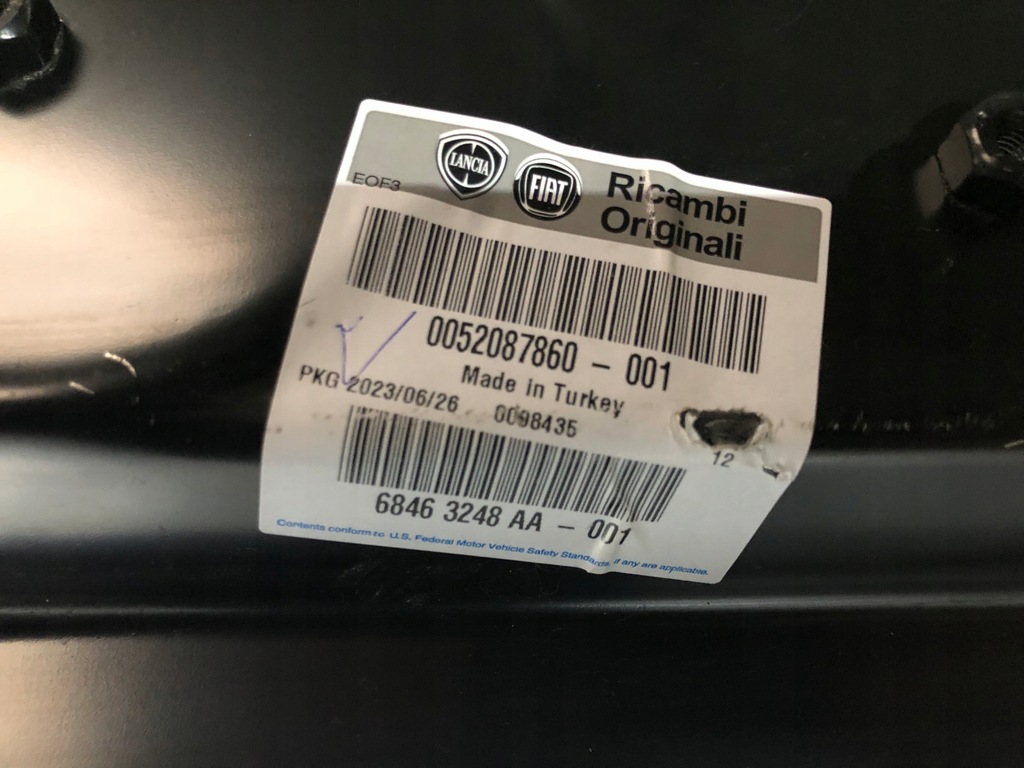 LANCIA
FIAT
Ricambi
Originali
EOF3
0052087860 - 001
Made in Turkey
PKG 2023/06/26 0098435
12
6846 3248 AA - 001
Contents conform to U.S. Federal Motor Vehicle Safety Standards, if any are applicable.